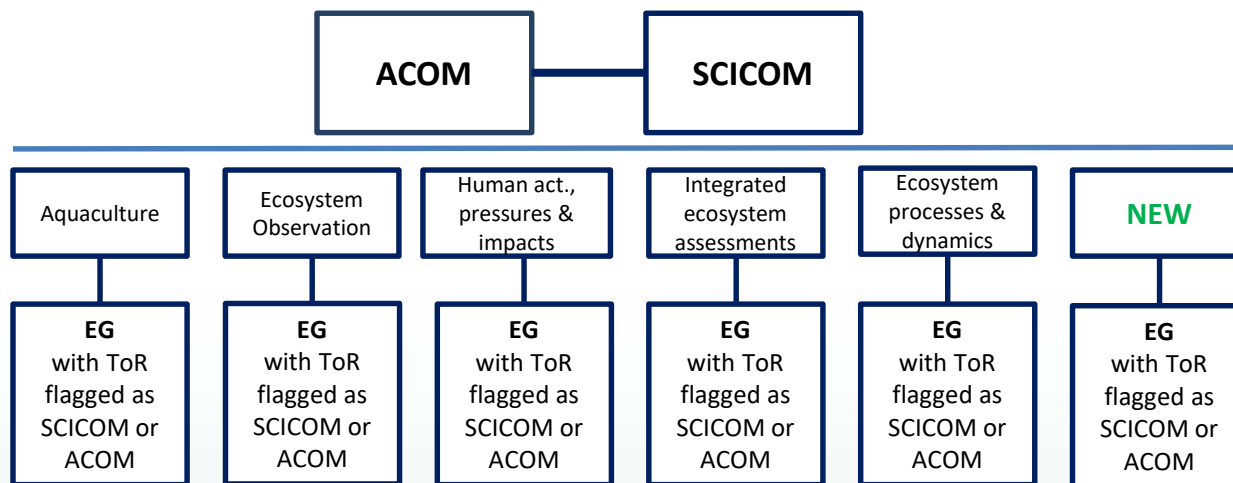 ACOM
SCICOM
Aquaculture
Ecosystem
Observation
Human act.,
pressures &
impacts
Integrated
ecosystem
assessments
Ecosystem
processes &
dynamics
NEW
EG
with ToR
flagged as
SCICOM or
ACOM
EG
with ToR
flagged as
SCICOM or
ACOM
EG
with ToR
flagged as
SCICOM or
ACOM
EG
with ToR
flagged as
SCICOM or
ACOM
EG
with ToR
flagged as
SCICOM or
ACOM
EG
with ToR
flagged as
SCICOM or
ACOM